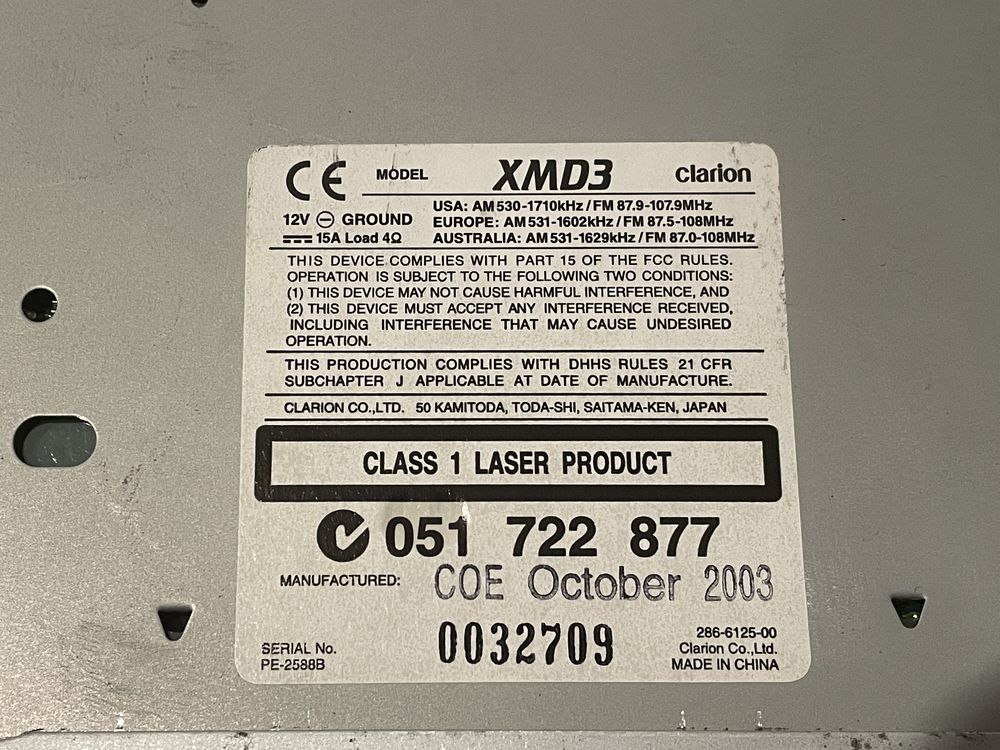 CE MODEL XMD3 clarion
12V ⊖ GROUND
15A Load 4Ω
USA: AM 530-1710kHz / FM 87.9-107.9MHz
EUROPE: AM 531-1602kHz / FM 87.5-108MHz
AUSTRALIA: AM 531-1629kHz / FM 87.0-108MHz
THIS DEVICE COMPLIES WITH PART 15 OF THE FCC RULES.
OPERATION IS SUBJECT TO THE FOLLOWING TWO CONDITIONS:
(1) THIS DEVICE MAY NOT CAUSE HARMFUL INTERFERENCE, AND
(2) THIS DEVICE MUST ACCEPT ANY INTERFERENCE RECEIVED,
INCLUDING INTERFERENCE THAT MAY CAUSE UNDESIRED
OPERATION.
THIS PRODUCTION COMPLIES WITH DHHS RULES 21 CFR
SUBCHAPTER J APPLICABLE AT DATE OF MANUFACTURE.
CLARION CO.,LTD. 50 KAMITODA, TODA-SHI, SAITAMA-KEN, JAPAN
CLASS 1 LASER PRODUCT
051 722 877
MANUFACTURED: COE October 2003
SERIAL No.
PE-2588B
0032709
286-6125-00
Clarion Co.,Ltd.
MADE IN CHINA